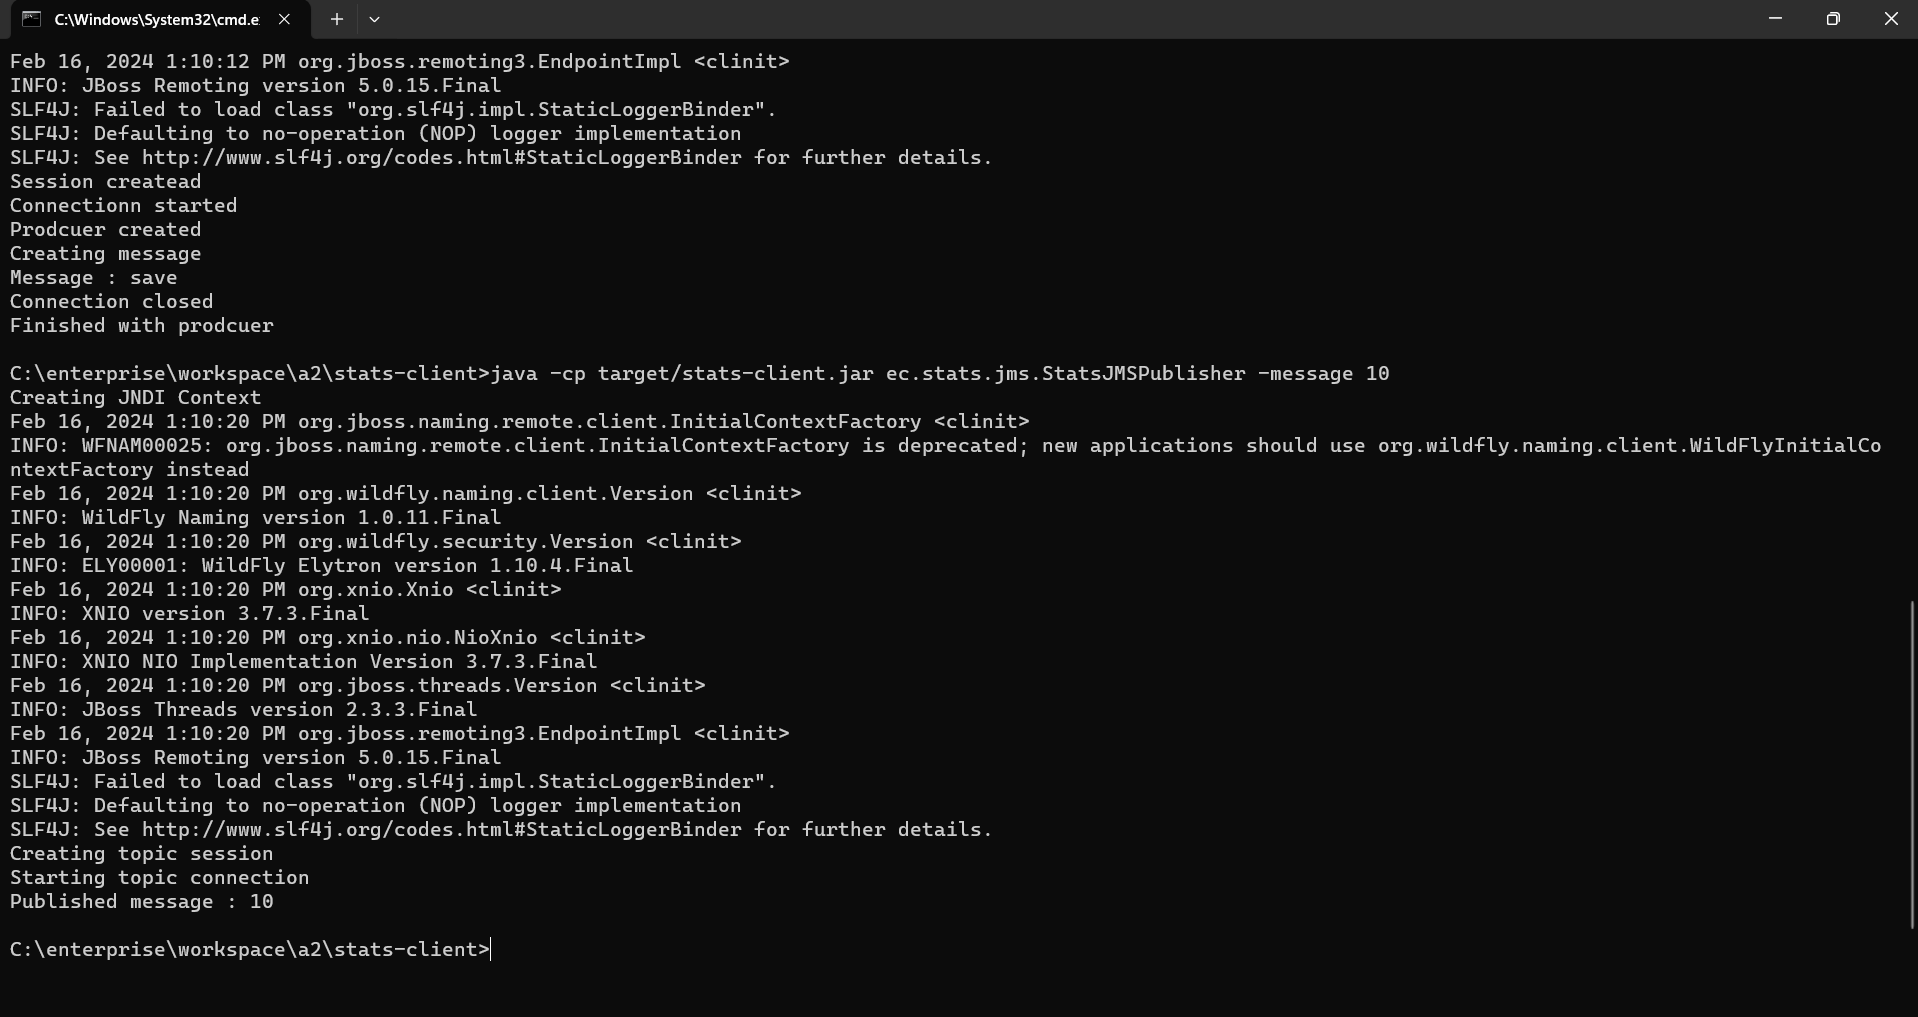 C:\Windows\System32\cmd.e
Feb 16, 2024 1:10:12 PM org.jboss.remoting3.EndpointImpl <clinit>
INFO: JBoss Remoting version 5.0.15.Final
SLF4J: Failed to load class "org.slf4j.impl.StaticLoggerBinder".
SLF4J: Defaulting to no-operation (NOP) logger implementation
SLF4J: See http://www.slf4j.org/codes.html#StaticLoggerBinder for further details.
Session createad
Connectionn started
Prodcuer created
Creating message
Message : save
Connection closed
Finished with prodcuer
C:\enterprise\workspace\a2\stats-client>java -cp target/stats-client.jar ec.stats.jms.StatsJMSPublisher -message 10
Creating JNDI Context
Feb 16, 2024 1:10:20 PM org.jboss.naming.remote.client.InitialContextFactory <clinit>
INFO: WFNAM00025: org.jboss.naming.remote.client.InitialContextFactory is deprecated; new applications should use org.wildfly.naming.client.WildFlyInitialCo
ntextFactory instead
Feb 16, 2024 1:10:20 PM org.wildfly.naming.client.Version <clinit>
INFO: WildFly Naming version 1.0.11.Final
Feb 16, 2024 1:10:20 PM org.wildfly.security.Version <clinit>
INFO: ELY00001: WildFly Elytron version 1.10.4.Final
Feb 16, 2024 1:10:20 PM org.xnio.Xnio <clinit>
INFO: XNIO version 3.7.3.Final
Feb 16, 2024 1:10:20 PM org.xnio.nio.NioXnio <clinit>
INFO: XNIO NIO Implementation Version 3.7.3.Final
Feb 16, 2024 1:10:20 PM org.jboss.threads.Version <clinit>
INFO: JBoss Threads version 2.3.3.Final
Feb 16, 2024 1:10:20 PM org.jboss.remoting3.EndpointImpl <clinit>
INFO: JBoss Remoting version 5.0.15.Final
SLF4J: Failed to load class "org.slf4j.impl.StaticLoggerBinder".
SLF4J: Defaulting to no-operation (NOP) logger implementation
SLF4J: See http://www.slf4j.org/codes.html#StaticLoggerBinder for further details.
Creating topic session
Starting topic connection
Published message : 10
C:\enterprise\workspace\a2\stats-client>